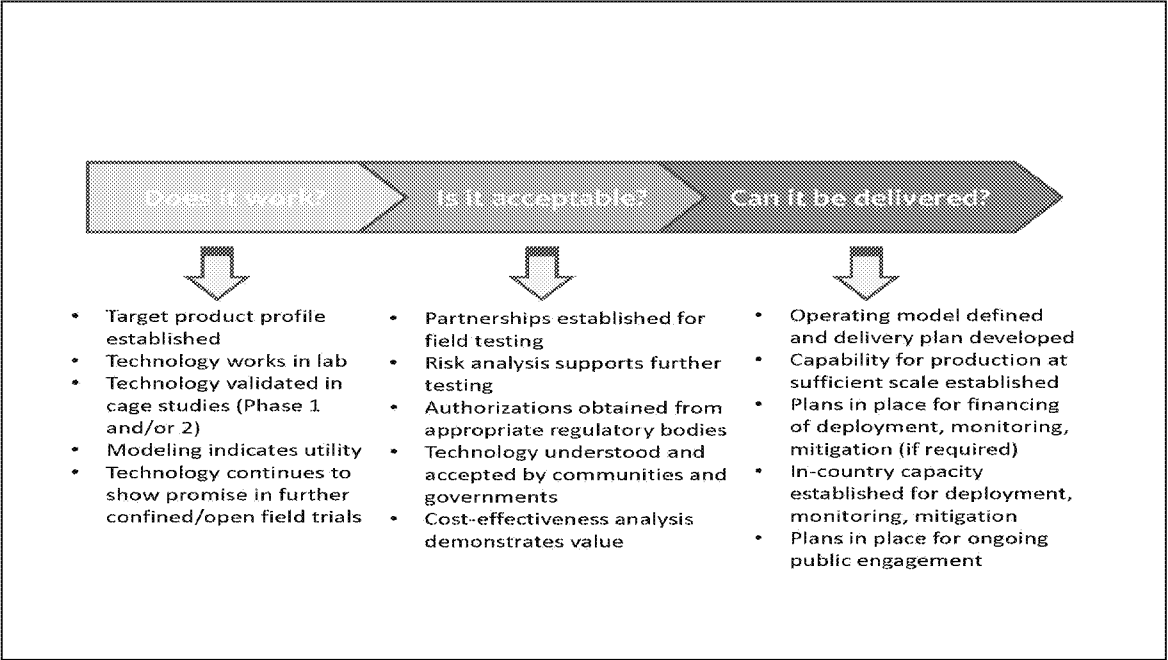 Does it work?
Is it acceptable?
Can it be delivered?
• Target product profile
established
• Technology works in lab
• Technology validated in
cage studies (Phase 1
and/or 2)
• Modeling indicates utility
• Technology continues to
show promise in further
confined/open field trials
• Partnerships established for
field testing
• Risk analysis supports further
testing
• Authorizations obtained from
appropriate regulatory bodies
• Technology understood and
accepted by communities and
governments
• Cost-effectiveness analysis
demonstrates value
• Operating model defined
and delivery plan developed
• Capability for production at
sufficient scale established
• Plans in place for financing
of deployment, monitoring,
mitigation (if required)
• In-country capacity
established for deployment,
monitoring, mitigation
• Plans in place for ongoing
public engagement